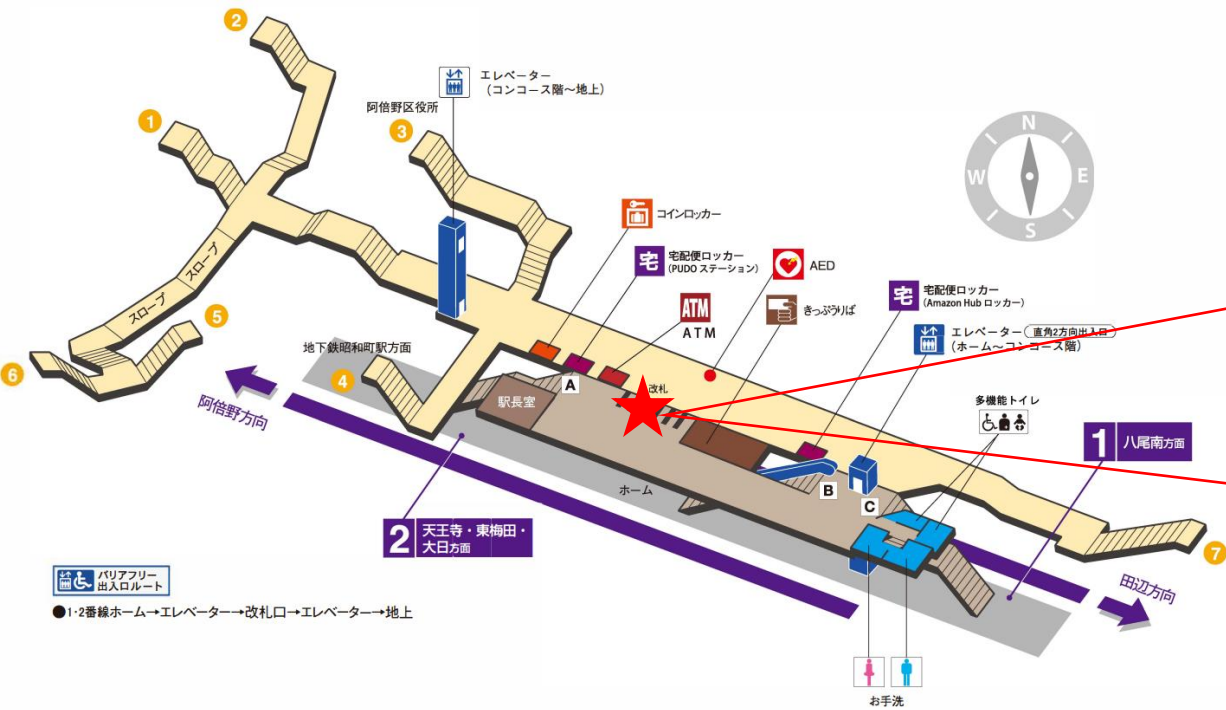 2
エレベーター
(コンコース階～地上)
阿倍野区役所
1
3
N
W
E
S
コインロッカー
宅
宅配便ロッカー
(PUDO ステーション)
AED
宅
宅配便ロッカー
(Amazon Hub ロッカー)
ATM
ATM
きっぷうりば
スロープ
スロープ
5
エレベーター 直角2方向出入口
(ホーム～コンコース階)
地下鉄昭和町駅方面
6
4
A
改札
駅長室
阿倍野方向
多機能トイレ
1
八尾南方面
ホーム
B
C
2
天王寺・東梅田・
大日方面
7
田辺方向
バリアフリー
出入口ルート
●1・2番線ホーム→エレベーター→改札口→エレベーター→地上
お手洗